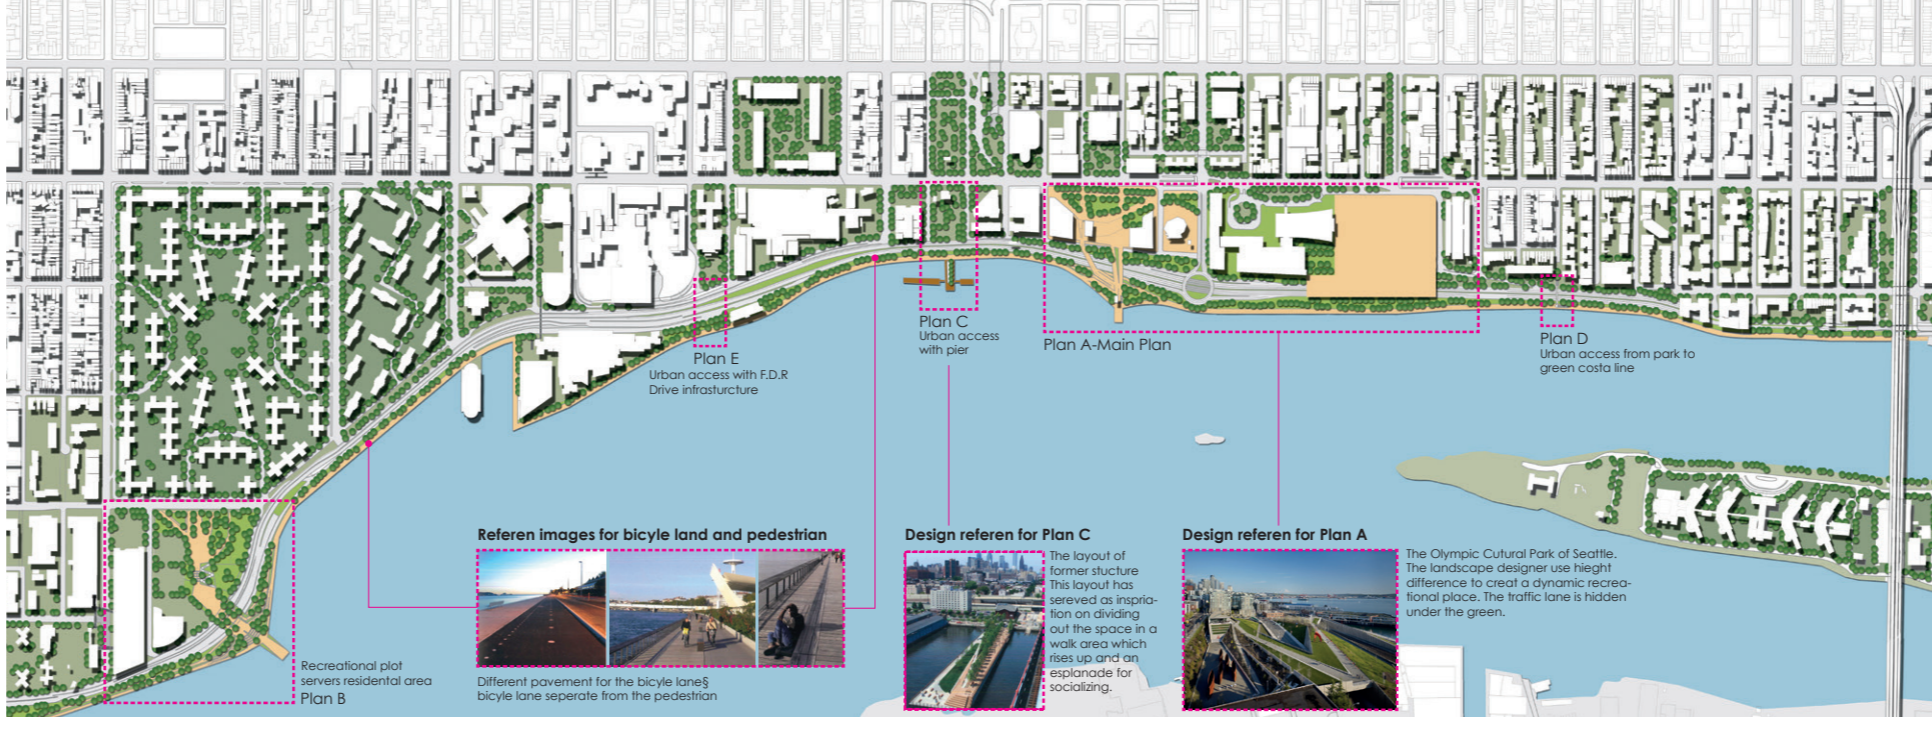 Plan C
Urban access
with pier
Plan A-Main Plan
Plan D
Urban access from park to
green costa line
Plan E
Urban access with F.D.R
Drive infrasturcture
Referen images for bicycle land and pedestrian
Different pavement for the bicycle lane§
bicycle lane seperate from the pedestrian
Design referen for Plan C
The layout of
former stucture
This layout has
sereved as inspria-
tion on dividing
out the space in a
walk area which
rises up and an
esplanade for
socializing.
Design referen for Plan A
The Olympic Cutural Park of Seattle.
The landscape designer use hieght
difference to creat a dynamic recrea-
tional place. The traffic lane is hidden
under the green.
Recreational plot
servers residental area
Plan B